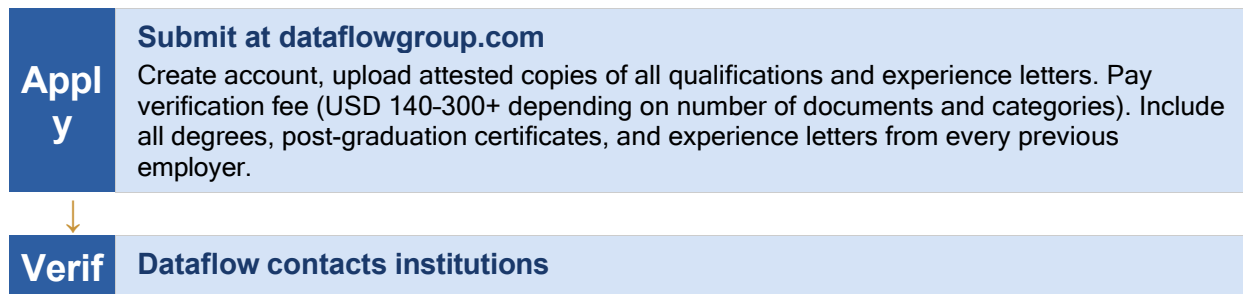 Appl
y
Submit at dataflowgroup.com
Create account, upload attested copies of all qualifications and experience letters. Pay
verification fee (USD 140-300+ depending on number of documents and categories). Include
all degrees, post-graduation certificates, and experience letters from every previous
employer.
↓
Verif
Dataflow contacts institutions